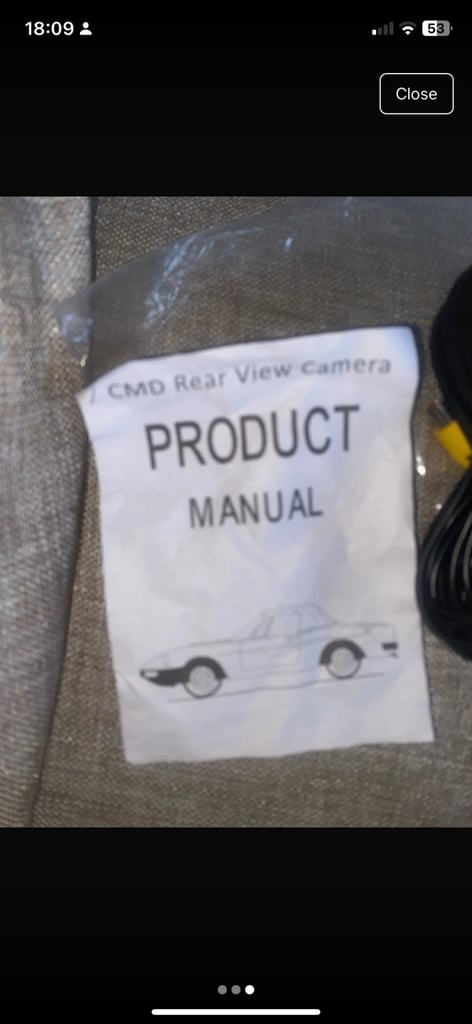 18:09
53
Close
CMD Rear View Camera
PRODUCT
MANUAL